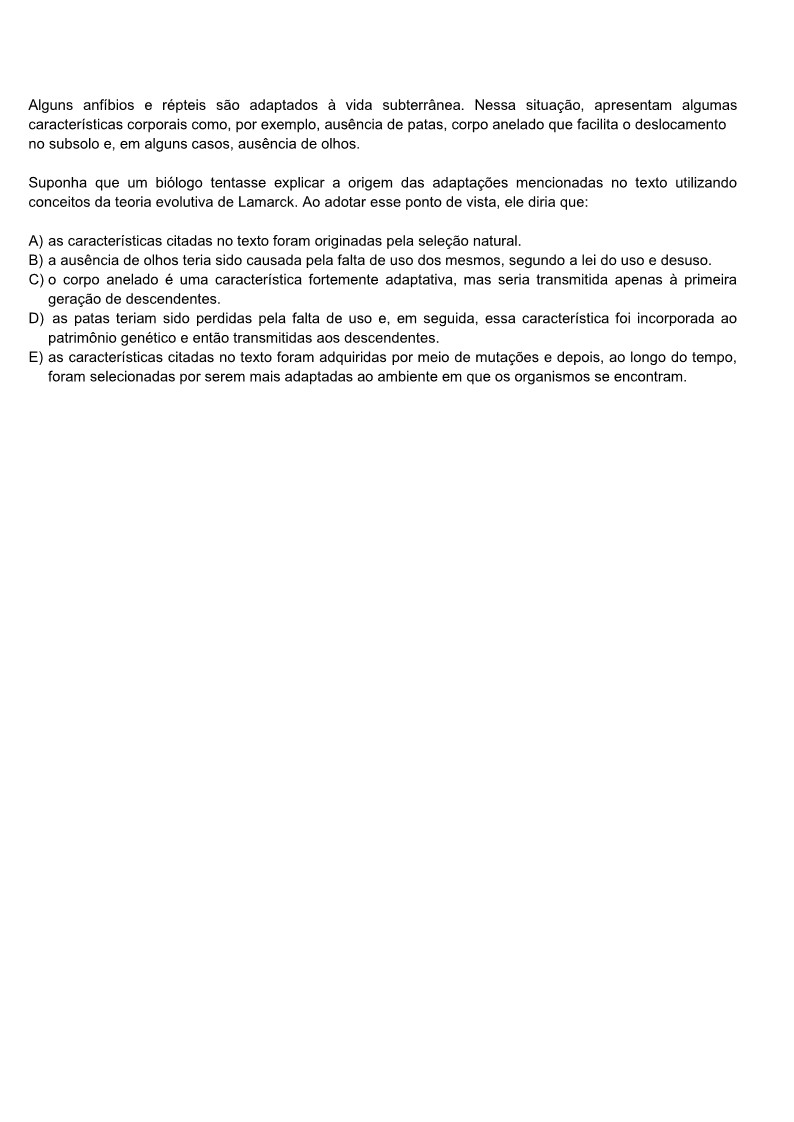 Alguns anfíbios e répteis são adaptados à vida subterrânea. Nessa situação, apresentam algumas
características corporais como, por exemplo, ausência de patas, corpo anelado que facilita o deslocamento
no subsolo e, em alguns casos, ausência de olhos.
Suponha que um biólogo tentasse explicar a origem das adaptações mencionadas no texto utilizando
conceitos da teoria evolutiva de Lamarck. Ao adotar esse ponto de vista, ele diria que:
A) as características citadas no texto foram originadas pela seleção natural.
B) a ausência de olhos teria sido causada pela falta de uso dos mesmos, segundo a lei do uso e desuso.
C) o corpo anelado é uma característica fortemente adaptativa, mas seria transmitida apenas à primeira
geração de descendentes.
D) as patas teriam sido perdidas pela falta de uso e, em seguida, essa característica foi incorporada ao
patrimônio genético e então transmitidas aos descendentes.
E) as características citadas no texto foram adquiridas por meio de mutações e depois, ao longo do tempo,
foram selecionadas por serem mais adaptadas ao ambiente em que os organismos se encontram.